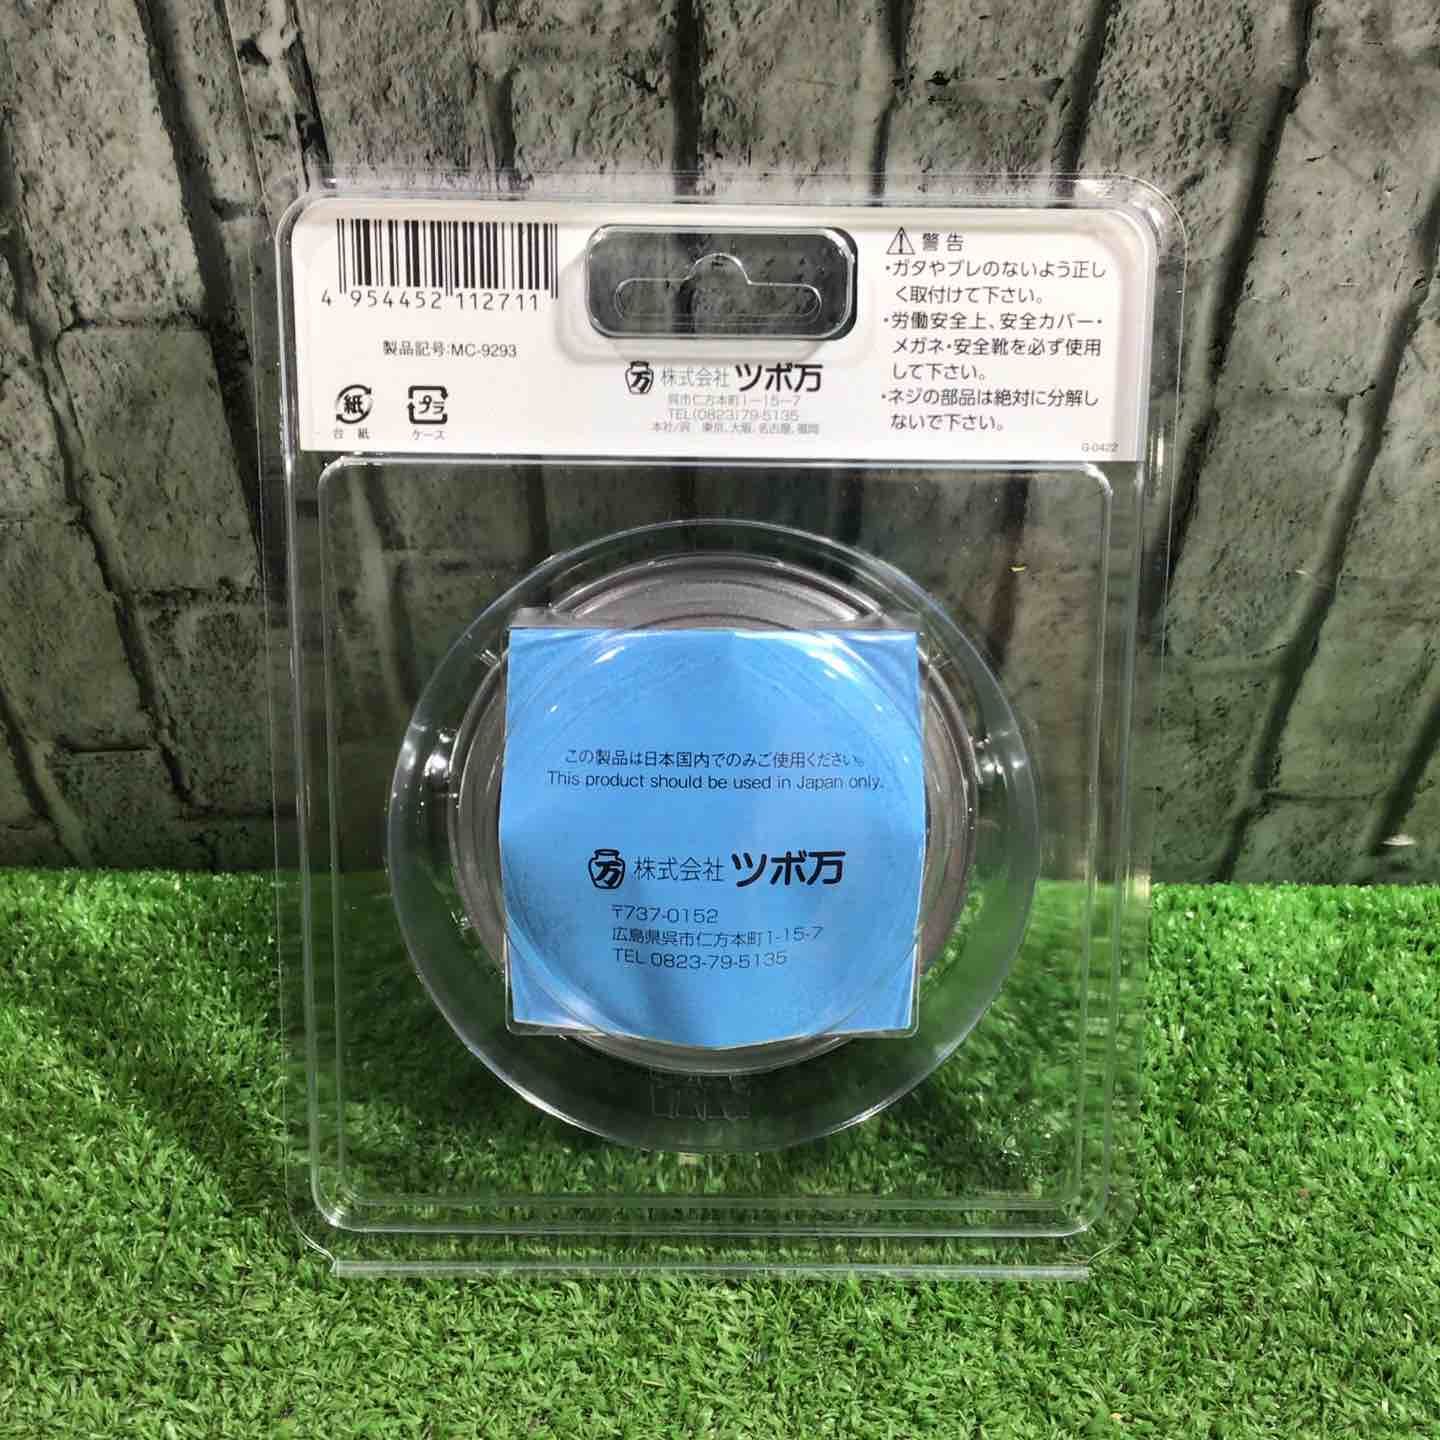 4 954452 112711
製品記号:MC-9293
紙
台 紙
プラ
ケース
万 株式会社 ツボ万
呉市仁方本町1-15-7
TEL(0823)79-5135
本社/呉 東京、大阪、名古屋、福岡
警告
・ガタやブレのないよう正し
く取付けて下さい。
・労働安全上、安全カバー・
メガネ・安全靴を必ず使用
して下さい。
・ネジの部品は絶対に分解し
ないで下さい。
G-0422
この製品は日本国内でのみご使用ください。
This product should be used in Japan only.
万 株式会社 ツボ万
〒737-0152
広島県呉市仁方本町1-15-7
TEL 0823-79-5135